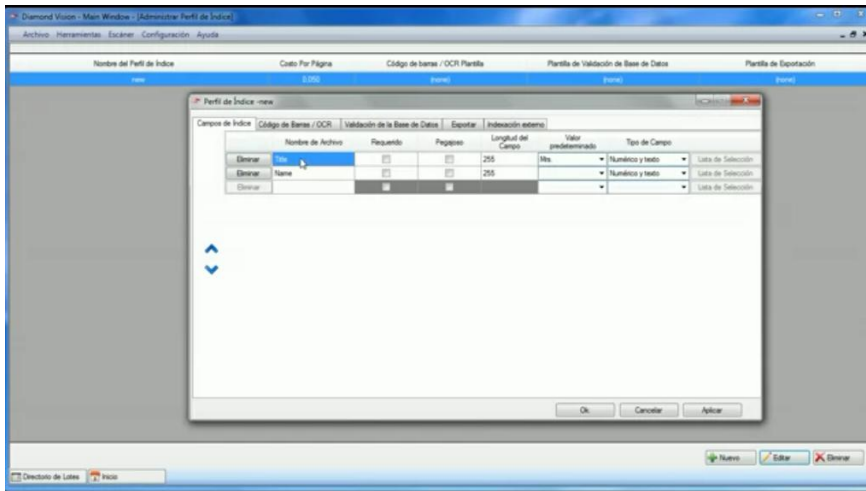 Diamond Vision - Main Window - [Administrar Perfil de Índice]
Archivo Herramientas Escáner Configuración Ayuda
Nombre del Perfil de Índice Costo Por Página Código de barras / OCR Plantilla Plantilla de Validación de Base de Datos Plantilla de Exportación
new 0,050 (none) (none) (none)
Perfil de Índice -new
Campos de Índice Código de Barras / OCR Validación de la Base de Datos Exportar Indexación externo
Nombre de Archivo Requerido Pegajoso Longitud del Campo Valor predeterminado Tipo de Campo
Eliminar Title 255 Mrs. Numérico y texto Lista de Selección
Eliminar Name 255 Numérico y texto Lista de Selección
Eliminar Lista de Selección
Ok Cancelar Aplicar
Nuevo Editar Eliminar
Directorio de Lotes Inicio